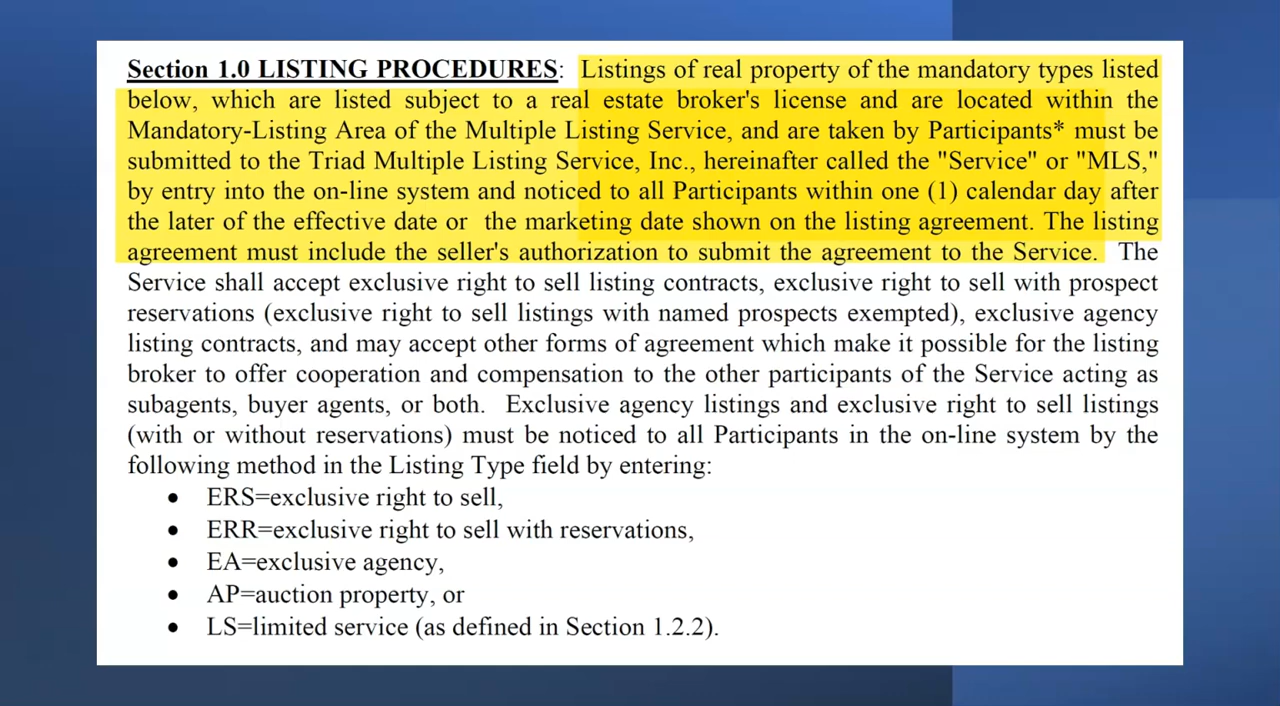 Section 1.0 LISTING PROCEDURES: Listings of real property of the mandatory types listed
below, which are listed subject to a real estate broker's license and are located within the
Mandatory-Listing Area of the Multiple Listing Service, and are taken by Participants* must be
submitted to the Triad Multiple Listing Service, Inc., hereinafter called the "Service" or "MLS,"
by entry into the on-line system and noticed to all Participants within one (1) calendar day after
the later of the effective date or the marketing date shown on the listing agreement. The listing
agreement must include the seller's authorization to submit the agreement to the Service. The
Service shall accept exclusive right to sell listing contracts, exclusive right to sell with prospect
reservations (exclusive right to sell listings with named prospects exempted), exclusive agency
listing contracts, and may accept other forms of agreement which make it possible for the listing
broker to offer cooperation and compensation to the other participants of the Service acting as
subagents, buyer agents, or both. Exclusive agency listings and exclusive right to sell listings
(with or without reservations) must be noticed to all Participants in the on-line system by the
following method in the Listing Type field by entering:
• ERS=exclusive right to sell,
• ERR=exclusive right to sell with reservations,
• EA=exclusive agency,
• AP=auction property, or
• LS=limited service (as defined in Section 1.2.2).